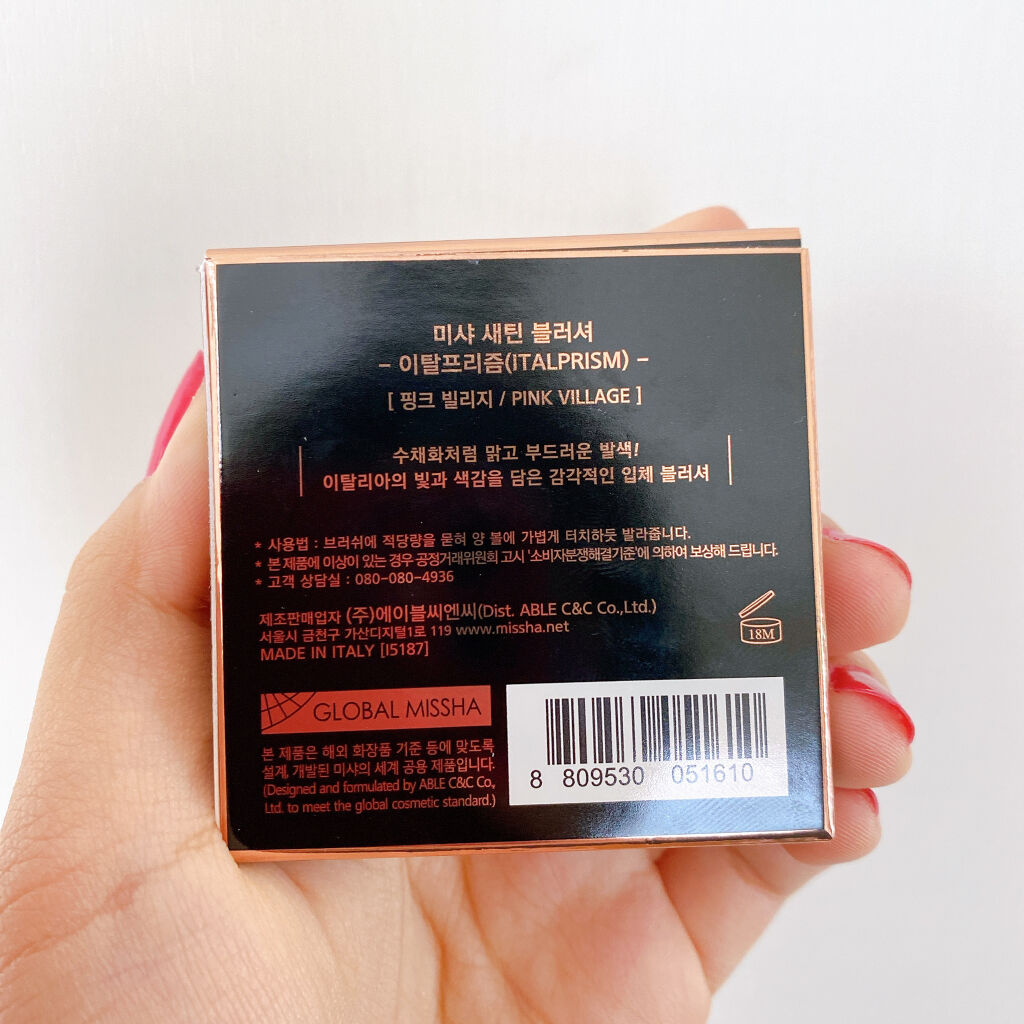 미샤 새틴 블러셔
– 이탈프리즘(ITALPRISM) –
[ 핑크 빌리지 / PINK VILLAGE ]
수채화처럼 맑고 부드러운 발색!
이탈리아의 빛과 색감을 담은 감각적인 입체 블러셔
* 사용법 : 브러쉬에 적당량을 묻혀 양 볼에 가볍게 터치하듯 발라줍니다.
* 본 제품에 이상이 있는 경우 공정거래위원회 고시 '소비자분쟁해결기준'에 의하여 보상해 드립니다.
* 고객 상담실 : 080-080-4936
제조판매업자 (주)에이블씨엔씨(Dist. ABLE C&C Co.,Ltd.)
서울시 금천구 가산디지털1로 119 www.missha.net
MADE IN ITALY [I5187]
18M
GLOBAL MISSHA
본 제품은 해외 화장품 기준 등에 맞도록
설계, 개발된 미샤의 세계 공용 제품입니다.
(Designed and formulated by ABLE C&C Co.,
Ltd. to meet the global cosmetic standard.)
8 809530 051610